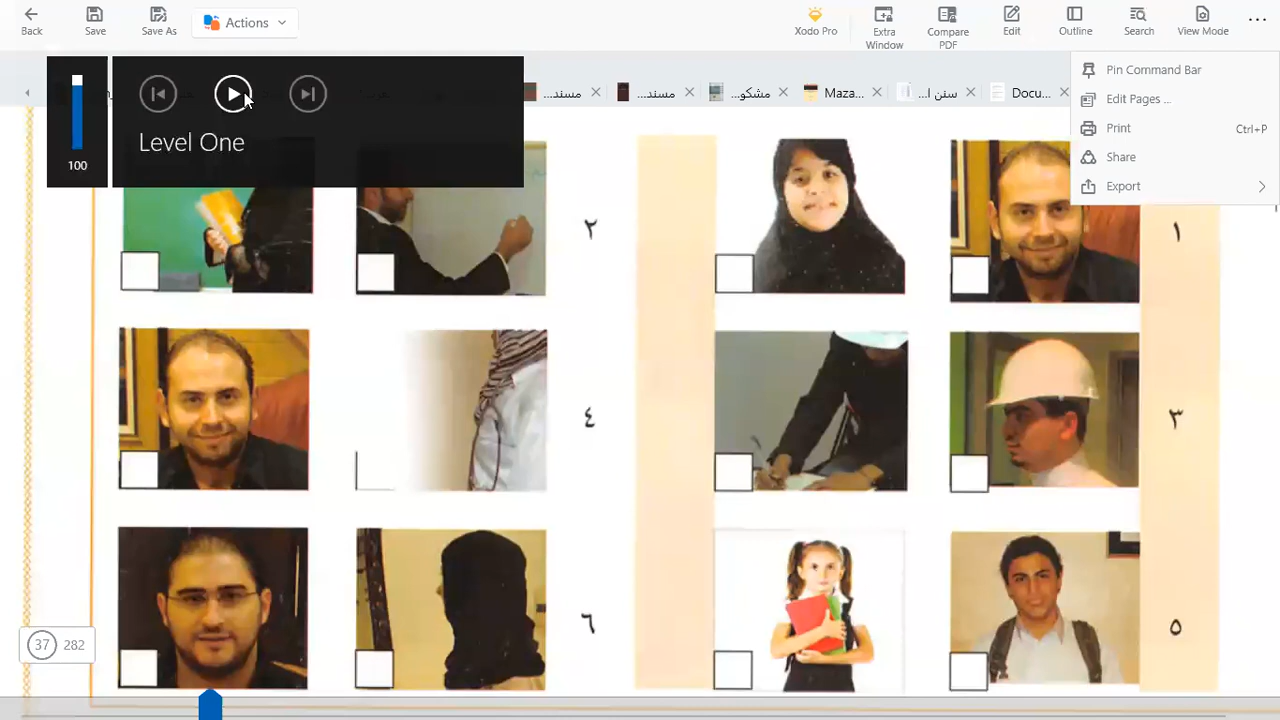 Back
Save
Save As
Actions
Xodo Pro
Extra Window
Compare PDF
Edit
Outline
Search
View Mode
Pin Command Bar
Edit Pages ...
Print Ctrl+P
Share
Export
مسند...
مسند...
مشكو...
Maza...
سنن ا...
Docu...
100
Level One
٢
١
٤
٣
٦
٥
37 282